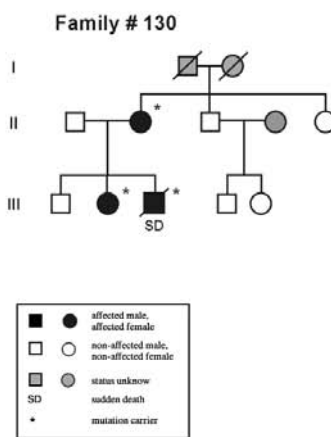 Family # 130
I
II
*
III
* *
SD
affected male,
affected female
non-affected male,
non-affected female
status unknow
SD sudden death
* mutation carrier